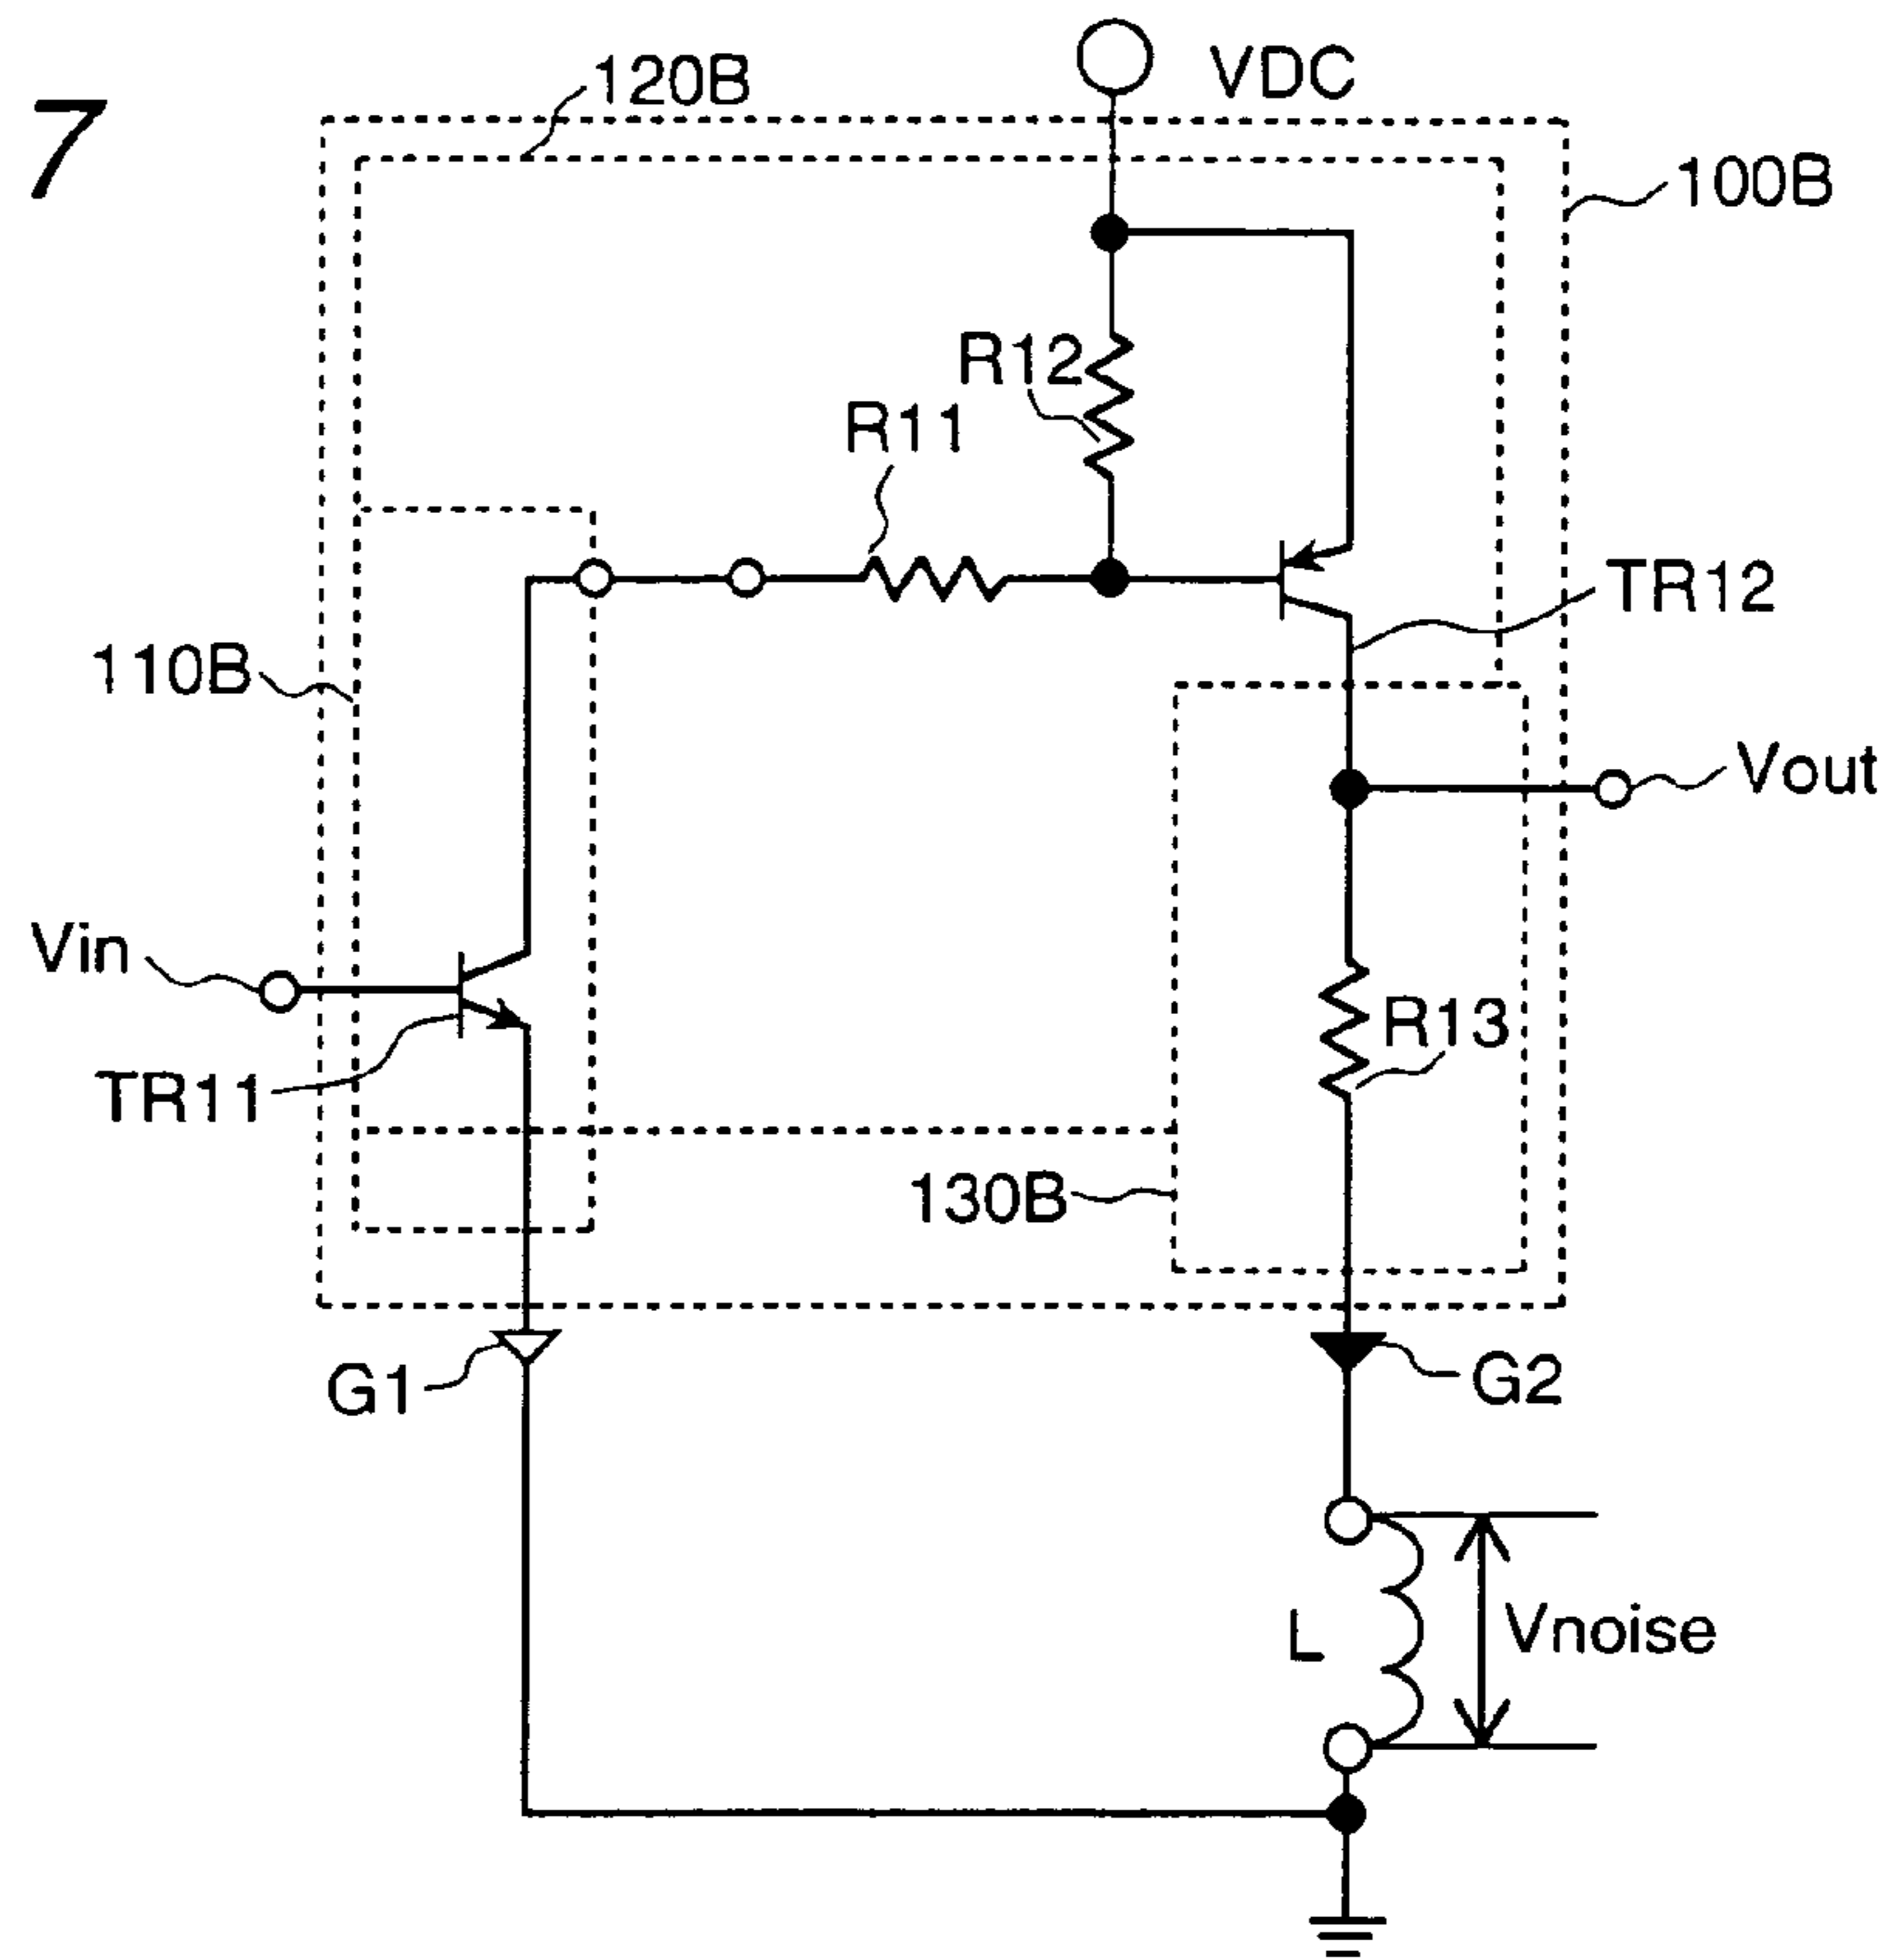 7
120B
VDC
100B
R12
R11
TR12
110B
Vout
Vin
R13
TR11
130B
G1
G2
L
Vnoise